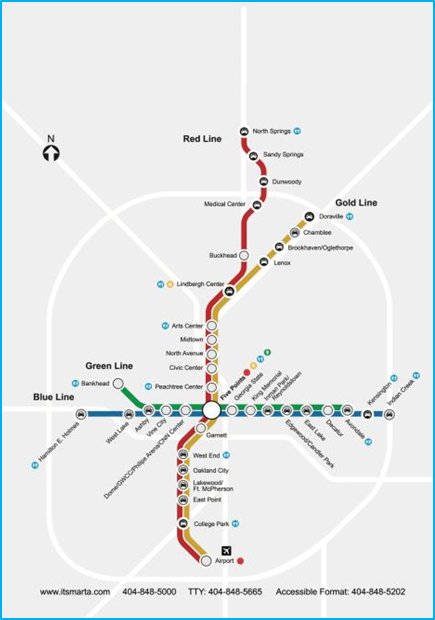 N
Red Line
North Springs
Sandy Springs
Dunwoody
Medical Center
Gold Line
Doraville
Chamblee
Brookhaven/Oglethorpe
Lenox
Buckhead
Lindbergh Center
Arts Center
Midtown
North Avenue
Civic Center
Peachtree Center
Green Line
Bankhead
Blue Line
Hamilton E. Holmes
West Lake
Ashby
Vine City
Dome/GWCC/Philips Arena/CNN Center
Five Points
Georgia State
King Memorial
Inman Park/
Reynoldstown
Edgewood/Candler Park
East Lake
Decatur
Avondale
Kensington
Indian Creek
Garnett
West End
Oakland City
Lakewood/
Ft. McPherson
East Point
College Park
Airport
www.itsmarta.com 404-848-5000 TTY: 404-848-5665 Accessible Format: 404-848-5202